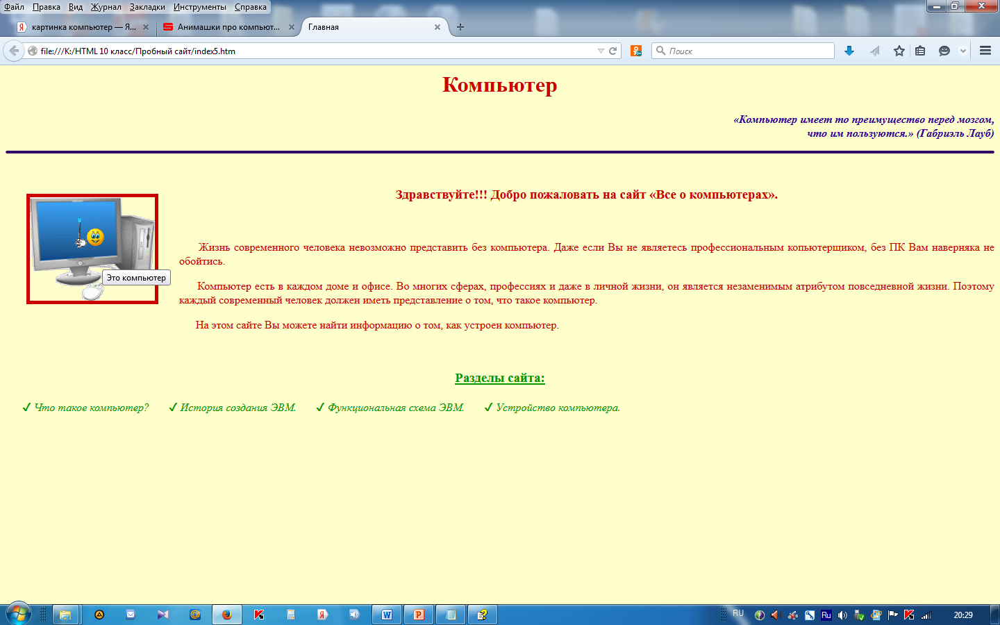 Файл Правка Вид Журнал Закладки Инструменты Справка
картинка компьютер — Я... Анимашки про компьют... Главная
file:///K:/HTML 10 класс/Пробный сайт/index5.htm Поиск
Компьютер
«Компьютер имеет то преимущество перед мозгом,
что им пользуются.» (Габриэль Лауб)
Здравствуйте!!! Добро пожаловать на сайт «Все о компьютерах».
Жизнь современного человека невозможно представить без компьютера. Даже если Вы не являетесь профессиональным копьютерщиком, без ПК Вам наверняка не
обойтись.
Это компьютер
Компьютер есть в каждом доме и офисе. Во многих сферах, профессиях и даже в личной жизни, он является незаменимым атрибутом повседневной жизни. Поэтому
каждый современный человек должен иметь представление о том, что такое компьютер.
На этом сайте Вы можете найти информацию о том, как устроен компьютер.
Разделы сайта:
✓ Что такое компьютер? ✓ История создания ЭВМ. ✓ Функциональная схема ЭВМ. ✓ Устройство компьютера.
RU Ru 20:29